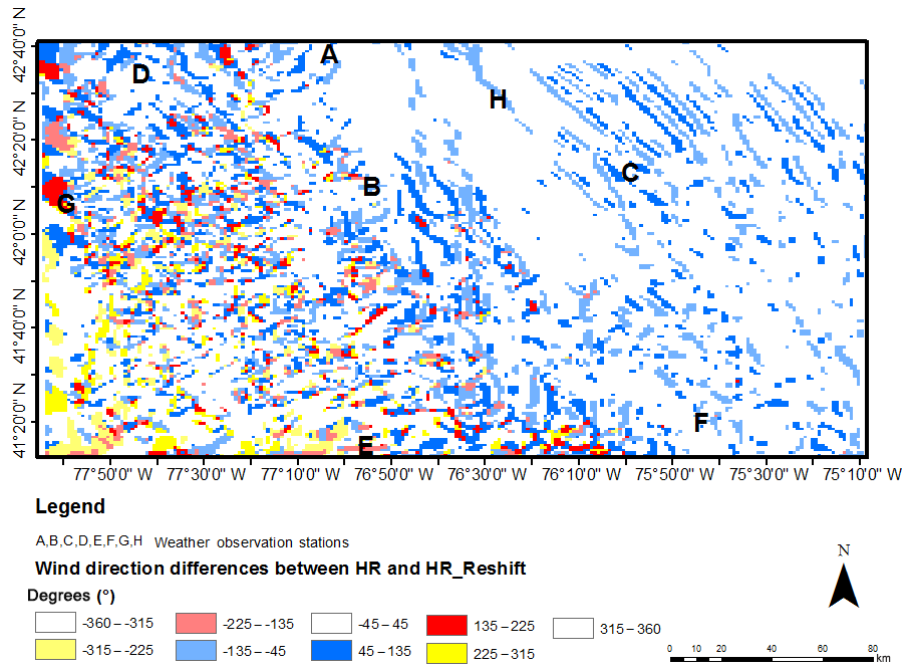 42°40'0" N
42°20'0" N
42°0'0" N
41°40'0" N
41°20'0" N
A
D
H
C
B
G
F
E
77°50'0" W 77°30'0" W 77°10'0" W 76°50'0" W 76°30'0" W 76°10'0" W 75°50'0" W 75°30'0" W 75°10'0" W
Legend
A,B,C,D,E,F,G,H Weather observation stations
Wind direction differences between HR and HR_Reshift
Degrees (°)
-360 – -315 -225 – -135 -45 – 45 135 – 225 315 – 360
-315 – -225 -135 – -45 45 – 135 225 – 315
N
0 10 20 40 60 80
km